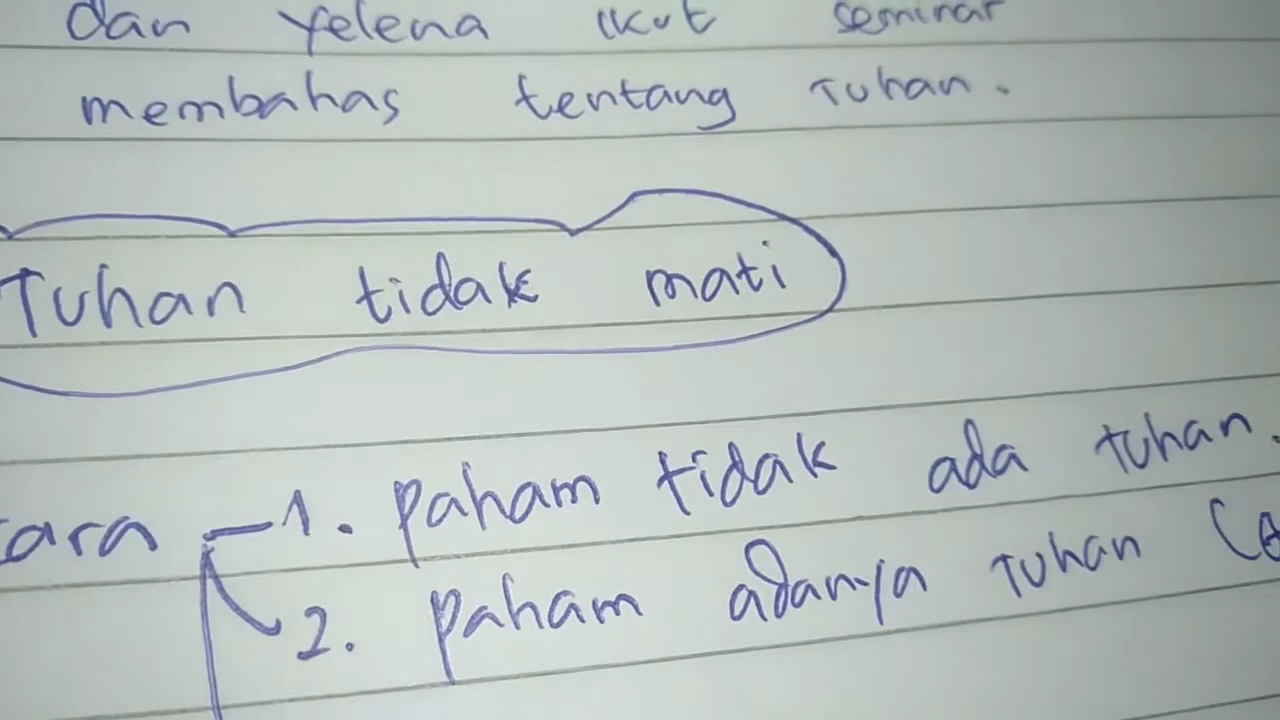 dan Yelena ikut seminar
membahas tentang Tuhan.
Tuhan tidak mati
1. paham tidak ada tuhan.
2. paham adanya Tuhan